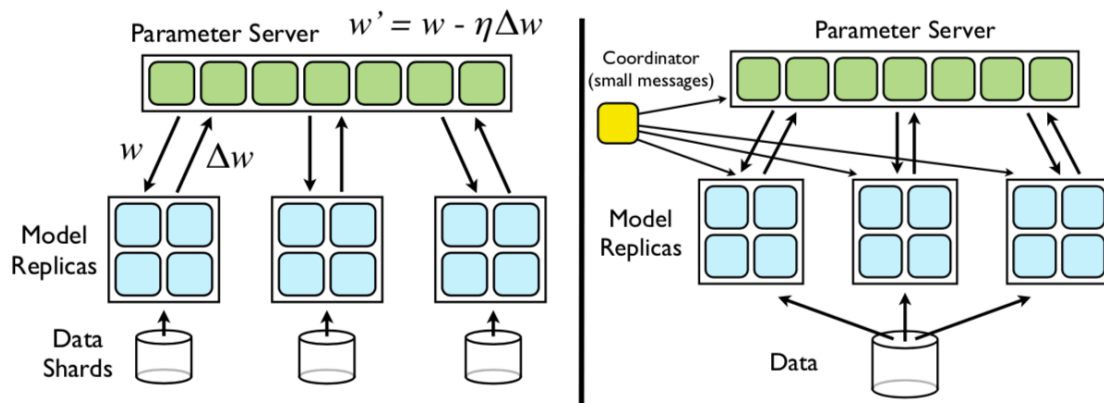 Parameter Server
w' = w - ηΔw
w
Δw
Model
Replicas
Data
Shards
Parameter Server
Coordinator
(small messages)
Model
Replicas
Data